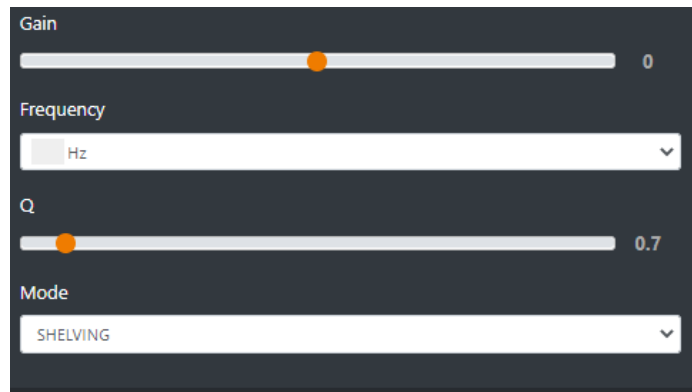 Gain
0
Frequency
Hz
Q
0.7
Mode
SHELVING